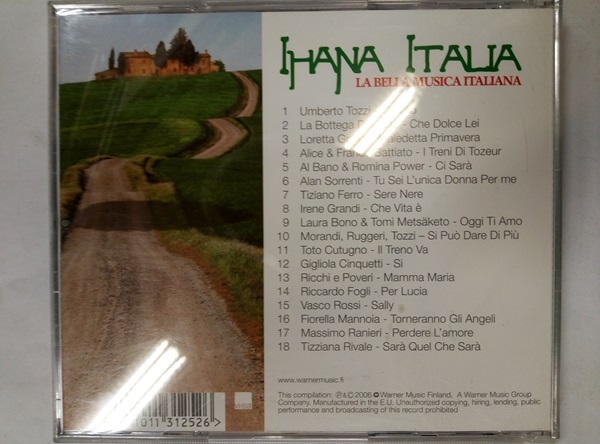 IHANA ITALIA
LA BELLA MUSICA ITALIANA
1 Umberto Tozzi
2 La Bottega - Che Dolce Lei
3 Loretta Primavera
4 Alice & Battiato - I Treni Di Tozeur
5 Al Bano & Romina Power - Ci Sarà
6 Alan Sorrenti - Tu Sei L'unica Donna Per me
7 Tiziano Ferro - Sere Nere
8 Irene Grandi - Che Vita è
9 Laura Bono & Tomi Metsäketo - Oggi Ti Amo
10 Morandi, Ruggeri, Tozzi – Si Può Dare Di Più
11 Toto Cutugno - Il Treno Va
12 Gigliola Cinquetti - Si
13 Ricchi e Poveri - Mamma Maria
14 Riccardo Fogli - Per Lucia
15 Vasco Rossi - Sally
16 Fiorella Mannoia - Torneranno Gli Angeli
17 Massimo Ranieri - Perdere L'amore
18 Tizziana Rivale - Sarà Quel Che Sarà
www.warnermusic.fi
This compilation: ℗&© 2006 Warner Music Finland, A Warner Music Group
Company. Manufactured in the E.U. Unauthorized copying, hiring, lending, public
performance and broadcasting of this record prohibited
01011 312526 >